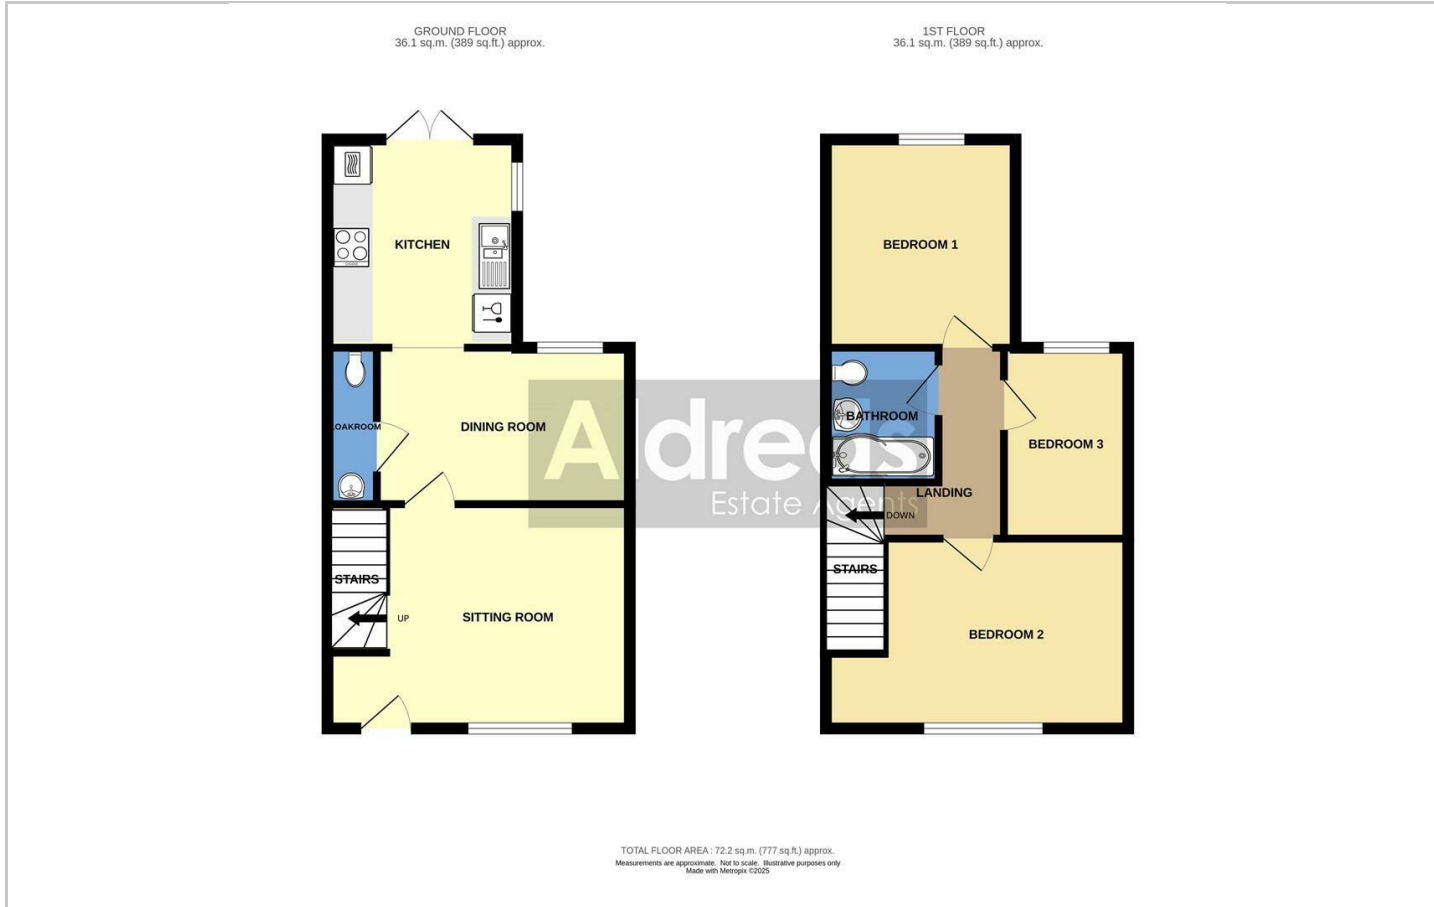 GROUND FLOOR
36.1 sq.m. (389 sq.ft.) approx.
1ST FLOOR
36.1 sq.m. (389 sq.ft.) approx.
KITCHEN
LOAKROOM
DINING ROOM
STAIRS
UP
SITTING ROOM
BEDROOM 1
BATHROOM
BEDROOM 3
LANDING
DOWN
STAIRS
BEDROOM 2
Aldreds
Estate Agents
TOTAL FLOOR AREA : 72.2 sq.m. (777 sq.ft.) approx.
Measurements are approximate. Not to scale. Illustrative purposes only
Made with Metropix ©2025